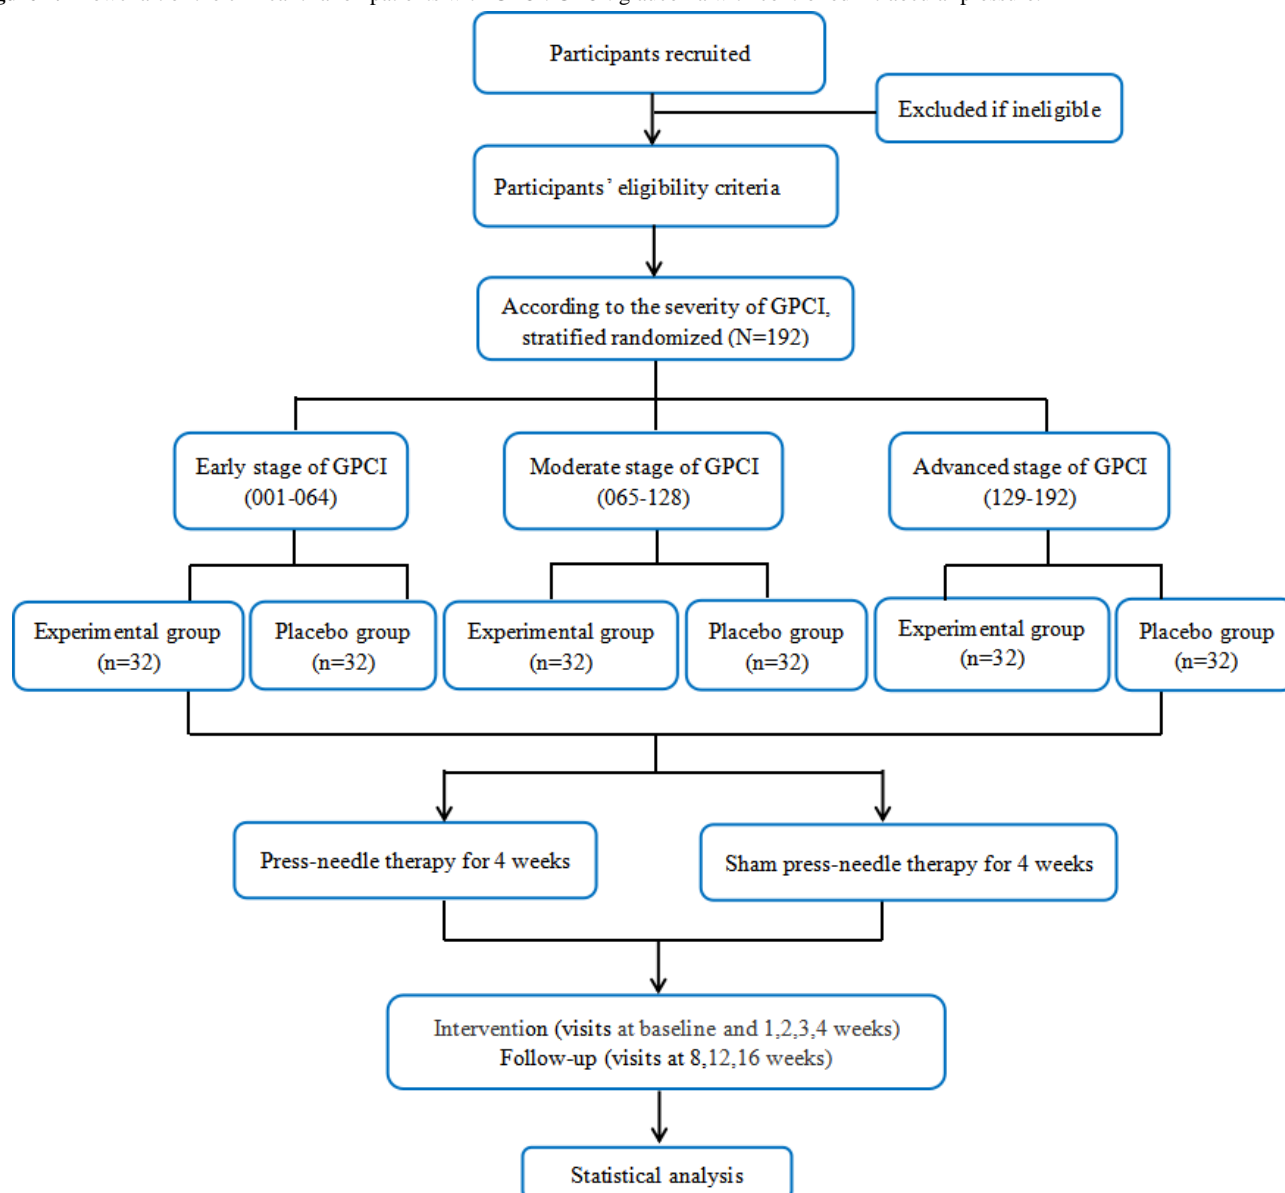 Participants recruited
Excluded if ineligible
Participants' eligibility criteria
According to the severity of GPCI,
stratified randomized (N=192)
Early stage of GPCI
(001-064)
Moderate stage of GPCI
(065-128)
Advanced stage of GPCI
(129-192)
Experimental group
(n=32)
Placebo group
(n=32)
Experimental group
(n=32)
Placebo group
(n=32)
Experimental group
(n=32)
Placebo group
(n=32)
Press-needle therapy for 4 weeks
Sham press-needle therapy for 4 weeks
Intervention (visits at baseline and 1,2,3,4 weeks)
Follow-up (visits at 8,12,16 weeks)
Statistical analysis